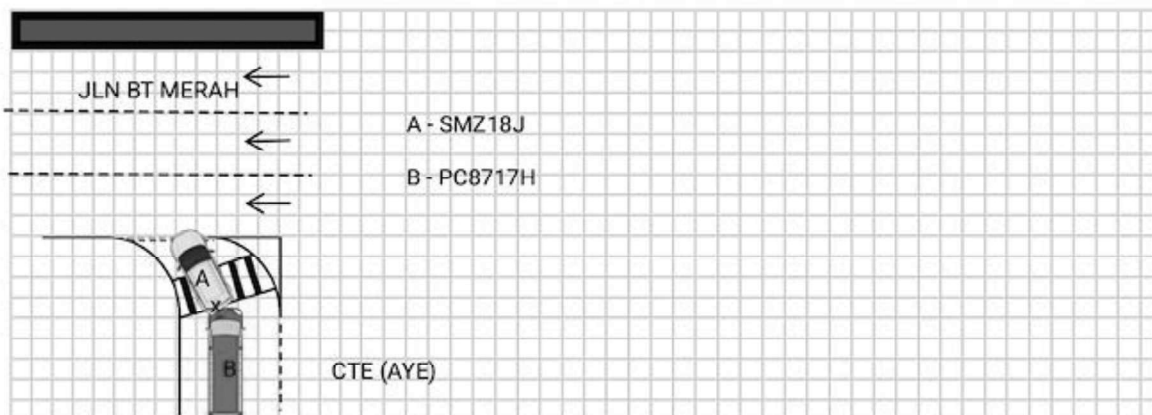 JLN BT MERAH
A - SMZ18J
B - PC8717H
A
X
B
CTE (AYE)